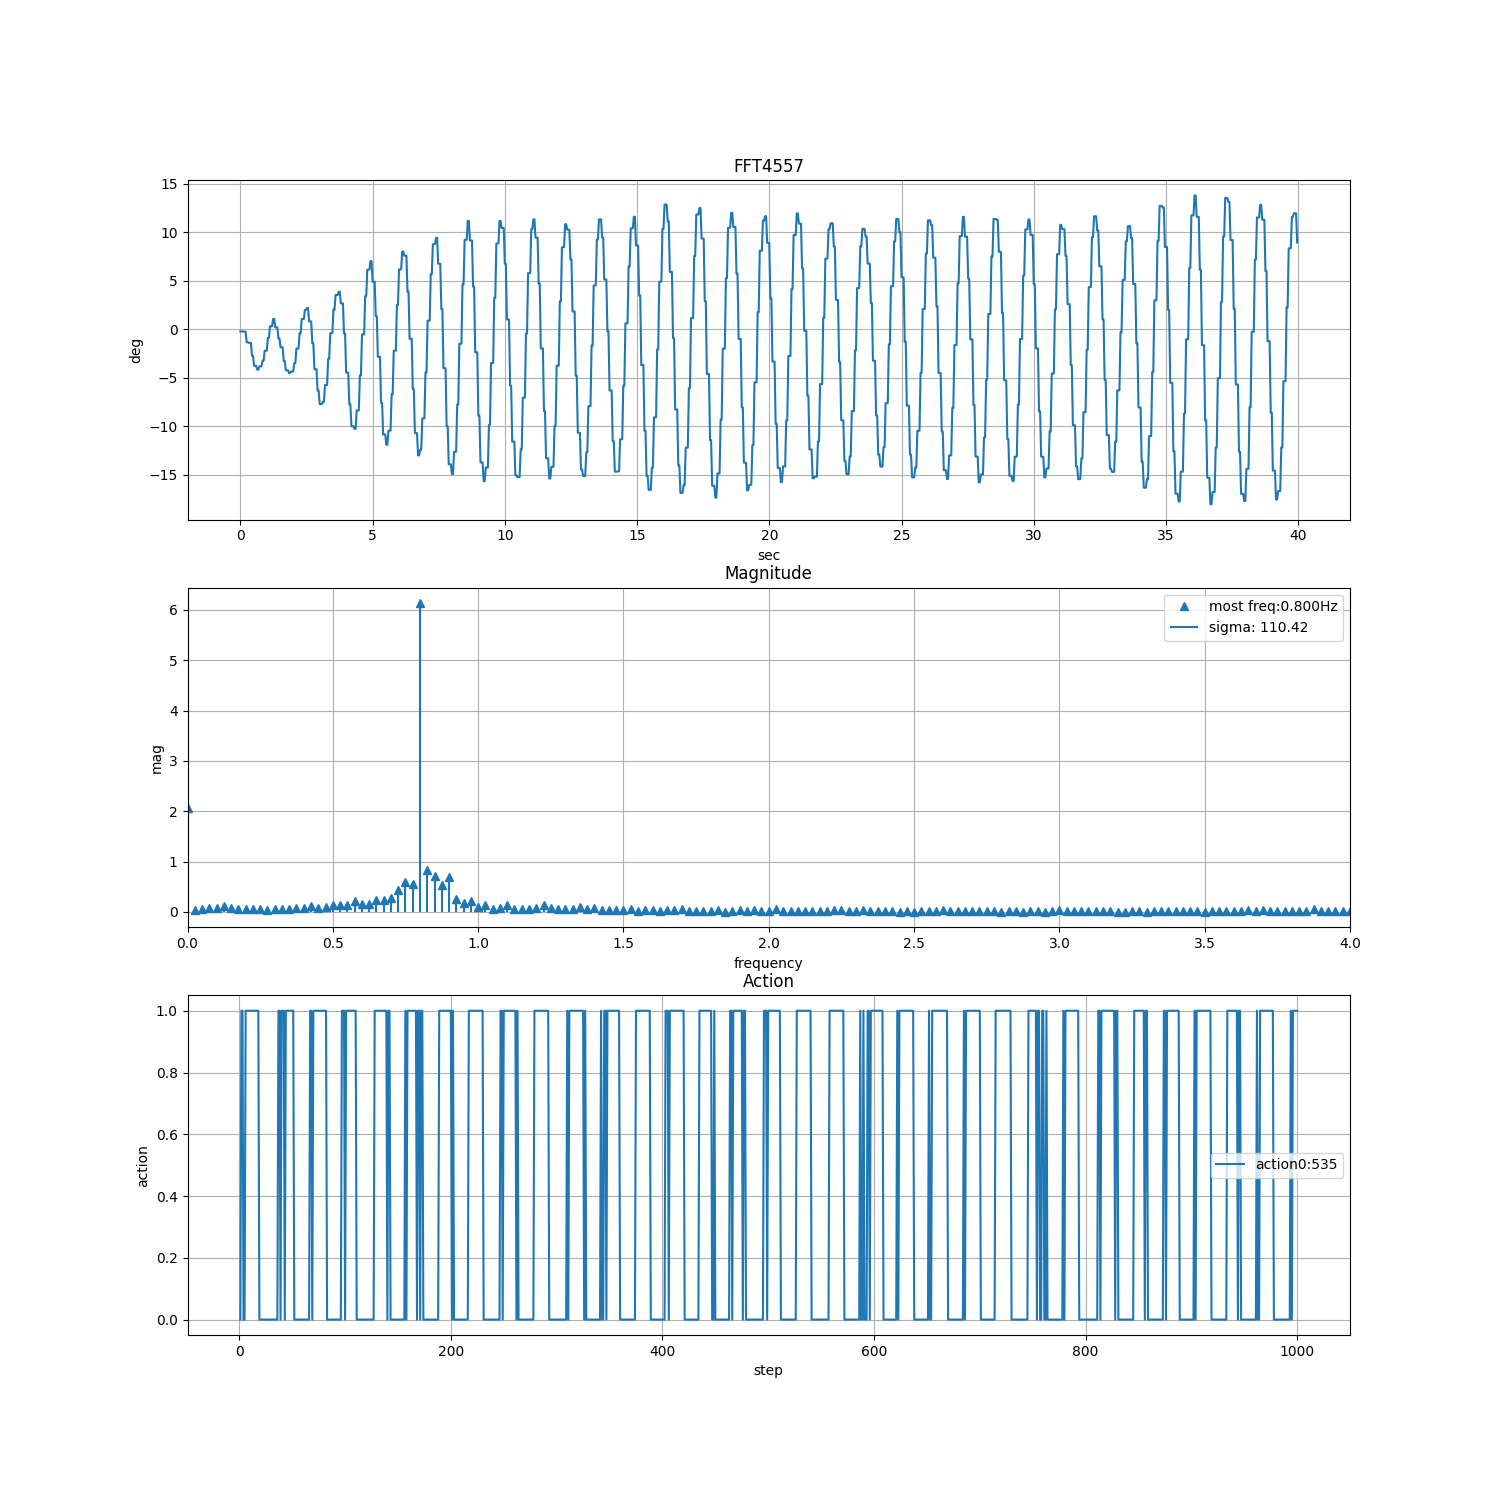 FFT4557
15
10
5
0
−5
−10
−15
deg
0 5 10 15 20 25 30 35 40
sec
Magnitude
6
5
4
3
2
1
0
mag
most freq:0.800Hz
sigma: 110.42
0.0 0.5 1.0 1.5 2.0 2.5 3.0 3.5 4.0
frequency
Action
1.0
0.8
0.6
0.4
0.2
0.0
action
action0:535
0 200 400 600 800 1000
step